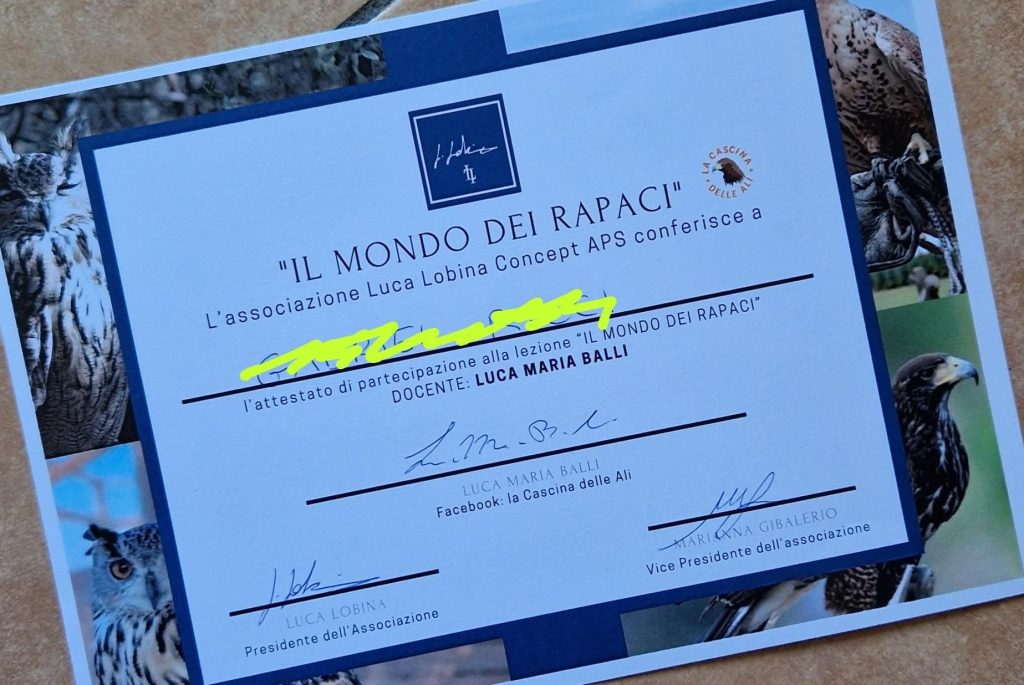 LA CASCINA
DELLE ALI
"IL MONDO DEI RAPACI"
L'associazione Luca Lobina Concept APS conferisce a
l'attestato di partecipazione alla lezione "IL MONDO DEI RAPACI"
DOCENTE: LUCA MARIA BALLI
LUCA MARIA BALLI
Facebook: la Cascina delle Ali
MARIANNA GIBALERIO
Vice Presidente dell'associazione
LUCA LOBINA
Presidente dell'Associazione